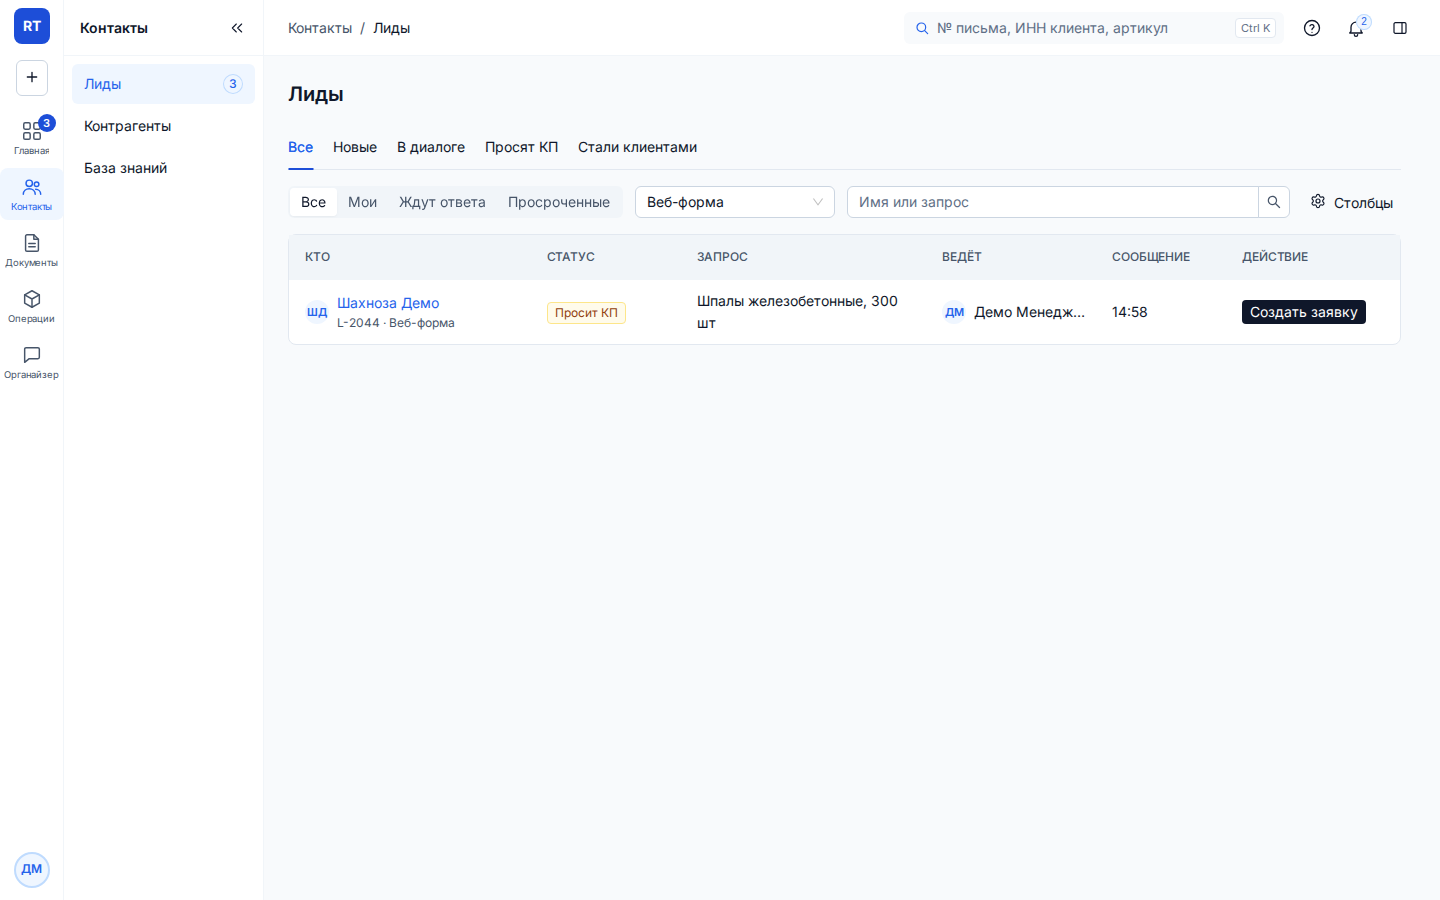 RT
Контакты
Контакты / Лиды
№ письма, ИНН клиента, артикул
Ctrl K
2
3
Главная
Контакты
Документы
Операции
Органайзер
ДМ
Лиды
3
Контрагенты
База знаний
Лиды
Все
Новые
В диалоге
Просят КП
Стали клиентами
Все
Мои
Ждут ответа
Просроченные
Веб-форма
Имя или запрос
Столбцы
КТО
СТАТУС
ЗАПРОС
ВЕДЁТ
СООБЩЕНИЕ
ДЕЙСТВИЕ
ШД
Шахноза Демо
L-2044 · Веб-форма
Просит КП
Шпалы железобетонные, 300
шт
ДМ
Демо Менедж...
14:58
Создать заявку